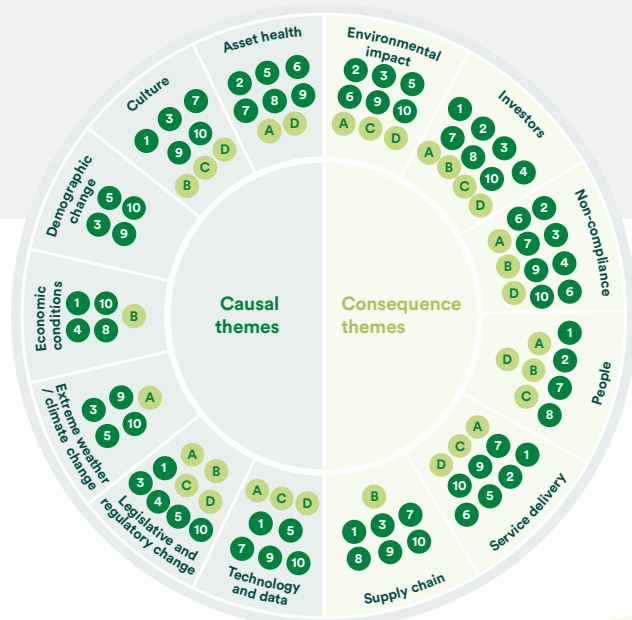 Causal
themes
Consequence
themes
Asset health
2 5 6
7 8 9
A D
Environmental
impact
2 3 5
6 9 10
A C D
Investors
1
7 2 3
8 10 4
A B C D
Non-compliance
6 2
A 7 3
B 9 4
D 10 6
People
A 1
D B 2
C 7
8
Service delivery
A
C 7 1
D 9 2
10 5
6
Supply chain
B
1 3 7
8 9 10
Technology
and data
A C D
1 5
7 9 10
Legislative and
regulatory change
A
1 B
3 C D
4 5 10
Extreme weather
/ climate change
9 A
3 10
5
Economic
conditions
1 10 B
4 8
Demographic
change
5 10
3 9
Culture
7
3
1 10 D
9 C
B